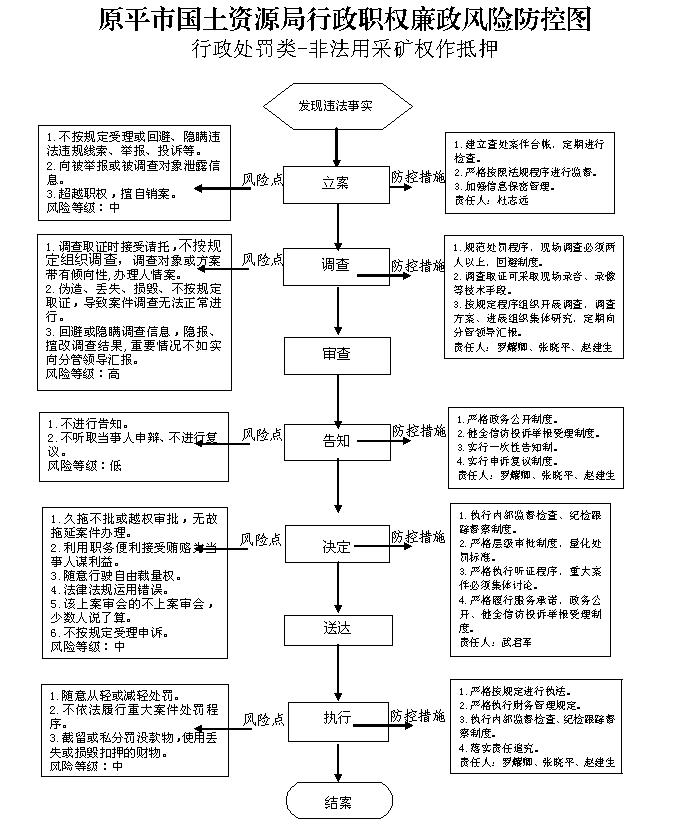 原平市国土资源局行政职权廉政风险防控图
行政处罚类-非法用采矿权作抵押
发现违法事实
1.不按规定受理或回避、隐瞒违
法违规线索、举报、投诉等。
2.向被举报或被调查对象泄露信
息。
3.超越职权，擅自销案。
风险等级：中
风险点
立案
防控措施
1.建立查处案件台帐，定期进行
检查。
2.严格按照法规程序进行监督。
3.加强信息保密管理。
责任人：杜志远
1.调查取证时接受请托，不按规
定组织调查，调查对象或方案
带有倾向性，办理人情案。
2.伪造、丢失、损毁、不按规定
取证，导致案件调查无法正常进
行。
3.回避或隐瞒调查信息，隐报、
揎改调查结果，重要情况不如实
向分管领导汇报。
风险等级：高
风险点
调查
防控措施
1.规范处罚程序，现场调查必须两
人以上，回避制度。
2.调查取证可采取现场录音、录像
等技术手段。
3.按规定程序组织开展调查，调查
方案、进展组织集体研究，定期向
分管领导汇报。
责任人：罗耀卿、张晓平、赵建生
审查
1.不进行告知。
2.不听取当事人申辩、不进行复
议。
风险等级：低
风险点
告知
防控措施
1.严格政务公开制度。
2.健全信访投诉举报受理制度。
3.实行一次性告知制。
4.实行申诉复议制度。
责任人：罗耀卿、张晓平、赵建生
1.久拖不批或越权审批，无故
拖延案件办理。
2.利用职务便利接受贿赂为当
事人谋利益。
3.随意行驶自由裁量权。
4.法律法规运用错误。
5.该上案审会的不上案审会，
少数人说了算。
6.不按规定受理申诉。
风险等级：中
风险点
决定
防控措施
1.执行内部监督检查、纪检跟
踪督察制度。
2.严格层级审批制度，量化处
罚标准。
3.严格执行听证程序，重大案
件必须集体讨论。
4.严格履行服务承诺，政务公
开、健全信访投诉举报受理制
度。
责任人：武君军
送达
1.随意从轻或减轻处罚。
2.不依法履行重大案件处罚程
序。
3.截留或私分罚没款物，使用丢
失或损毁扣押的财物。
风险等级：中
风险点
执行
防控措施
1.严格按规定进行执法。
2.严格执行财务管理规定。
3.执行内部监督检查、纪检跟踪督
察制度。
4.落实责任追究。
责任人：罗耀卿、张晓平、赵建生
结案